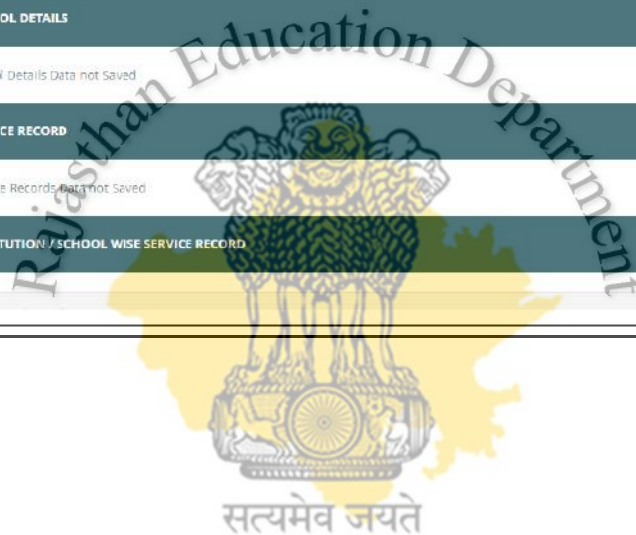 OL DETAILS
Details Data not Saved
CE RECORD
e Records Data not Saved
TUTION / SCHOOL WISE SERVICE RECORD
Rajasthan Education Department
सत्यमेव जयते